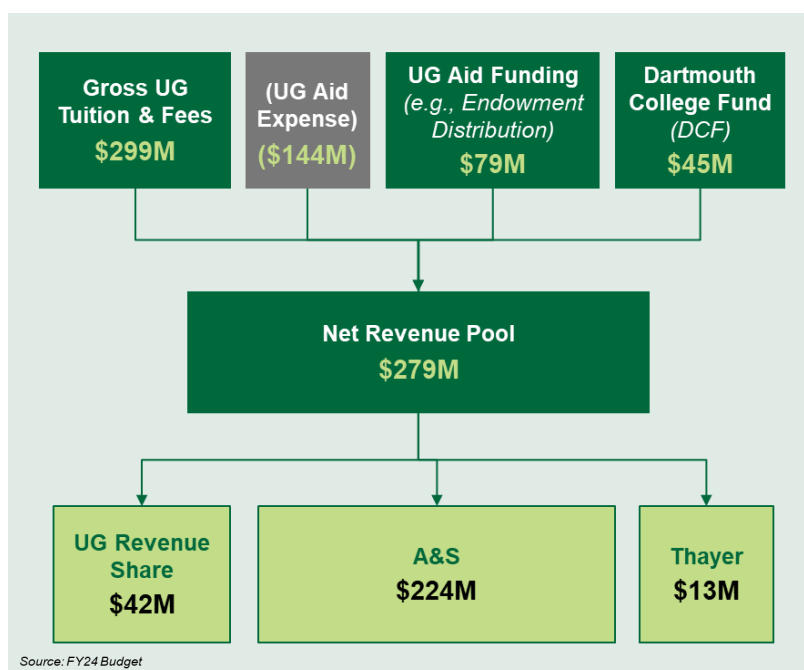 Gross UG
Tuition & Fees
$299M
(UG Aid
Expense)
($144M)
UG Aid Funding
(e.g., Endowment
Distribution)
$79M
Dartmouth
College Fund
(DCF)
$45M
Net Revenue Pool
$279M
UG Revenue
Share
$42M
A&S
$224M
Thayer
$13M
Source: FY24 Budget